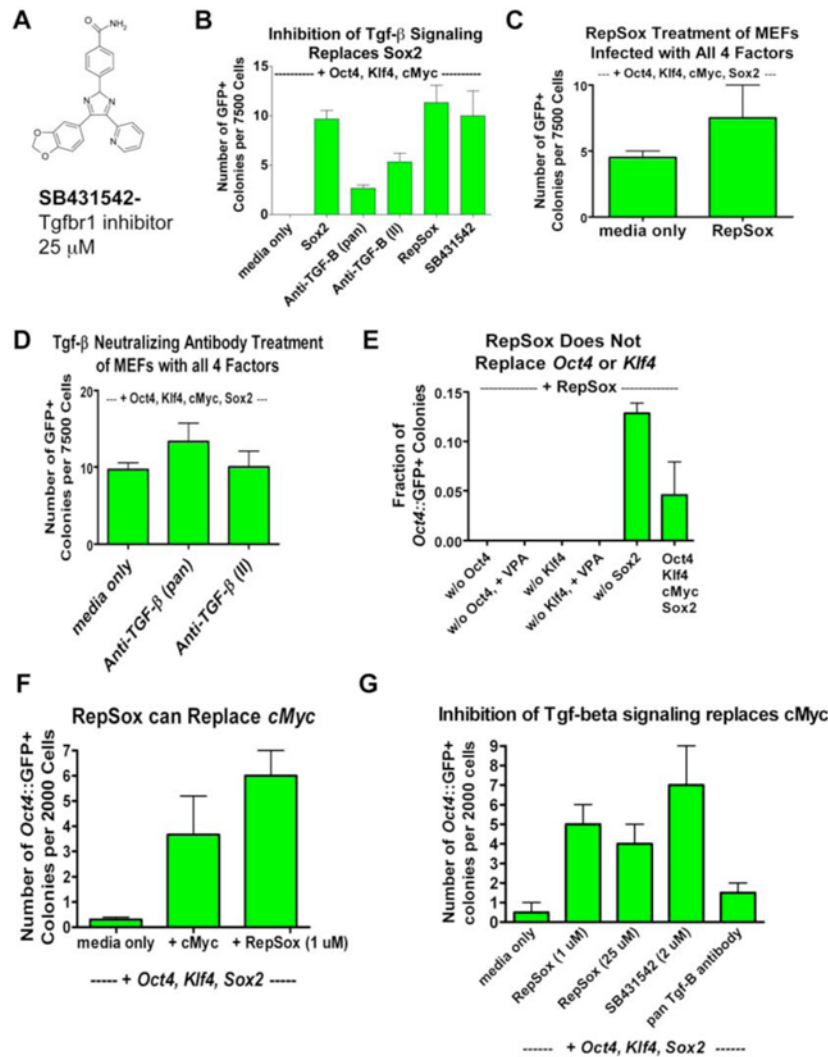 A
O
NH₂
N
N
O
O
N
SB431542-
Tgfbr1 inhibitor
25 μM
B
Inhibition of Tgf-β Signaling
Replaces Sox2
---------- + Oct4, Klf4, cMyc ----------
Number of GFP+
Colonies per 7500 Cells
15
10
5
0
media only
Sox2
Anti-TGF-B (pan)
Anti-TGF-B (II)
RepSox
SB431542
C
RepSox Treatment of MEFs
Infected with All 4 Factors
--- + Oct4, Klf4, cMyc, Sox2 ---
Number of GFP+
Colonies per 7500 Cells
10
5
0
media only
RepSox
D
Tgf-β Neutralizing Antibody Treatment
of MEFs with all 4 Factors
--- + Oct4, Klf4, cMyc, Sox2 ---
Number of GFP+
Colonies per 7500 Cells
20
10
0
media only
Anti-TGF-β (pan)
Anti-TGF-β (II)
E
RepSox Does Not
Replace Oct4 or Klf4
---------------- + RepSox ----------------
Fraction of
Oct4::GFP+ Colonies
0.15
0.10
0.05
0.00
w/o Oct4
w/o Oct4, + VPA
w/o Klf4
w/o Klf4, + VPA
w/o Sox2
Oct4
Klf4
cMyc
Sox2
F
RepSox can Replace cMyc
Number of Oct4::GFP+
Colonies per 2000 Cells
7
6
5
4
3
2
1
0
media only
+ cMyc
+ RepSox (1 uM)
----- + Oct4, Klf4, Sox2 -----
G
Inhibition of Tgf-beta signaling replaces cMyc
Number of Oct4::GFP+
colonies per 2000 cells
9
8
7
6
5
4
3
2
1
0
media only
RepSox (1 uM)
RepSox (25 uM)
SB431542 (2 uM)
pan Tgf-B antibody
------ + Oct4, Klf4, Sox2 ------